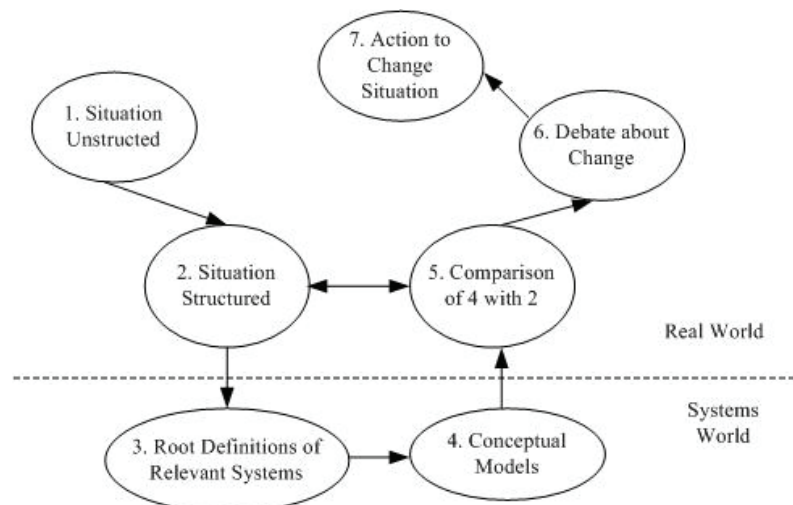 7. Action to
Change
Situation
1. Situation
Unstructed
6. Debate about
Change
2. Situation
Structured
5. Comparison
of 4 with 2
Real World
Systems
World
3. Root Definitions of
Relevant Systems
4. Conceptual
Models